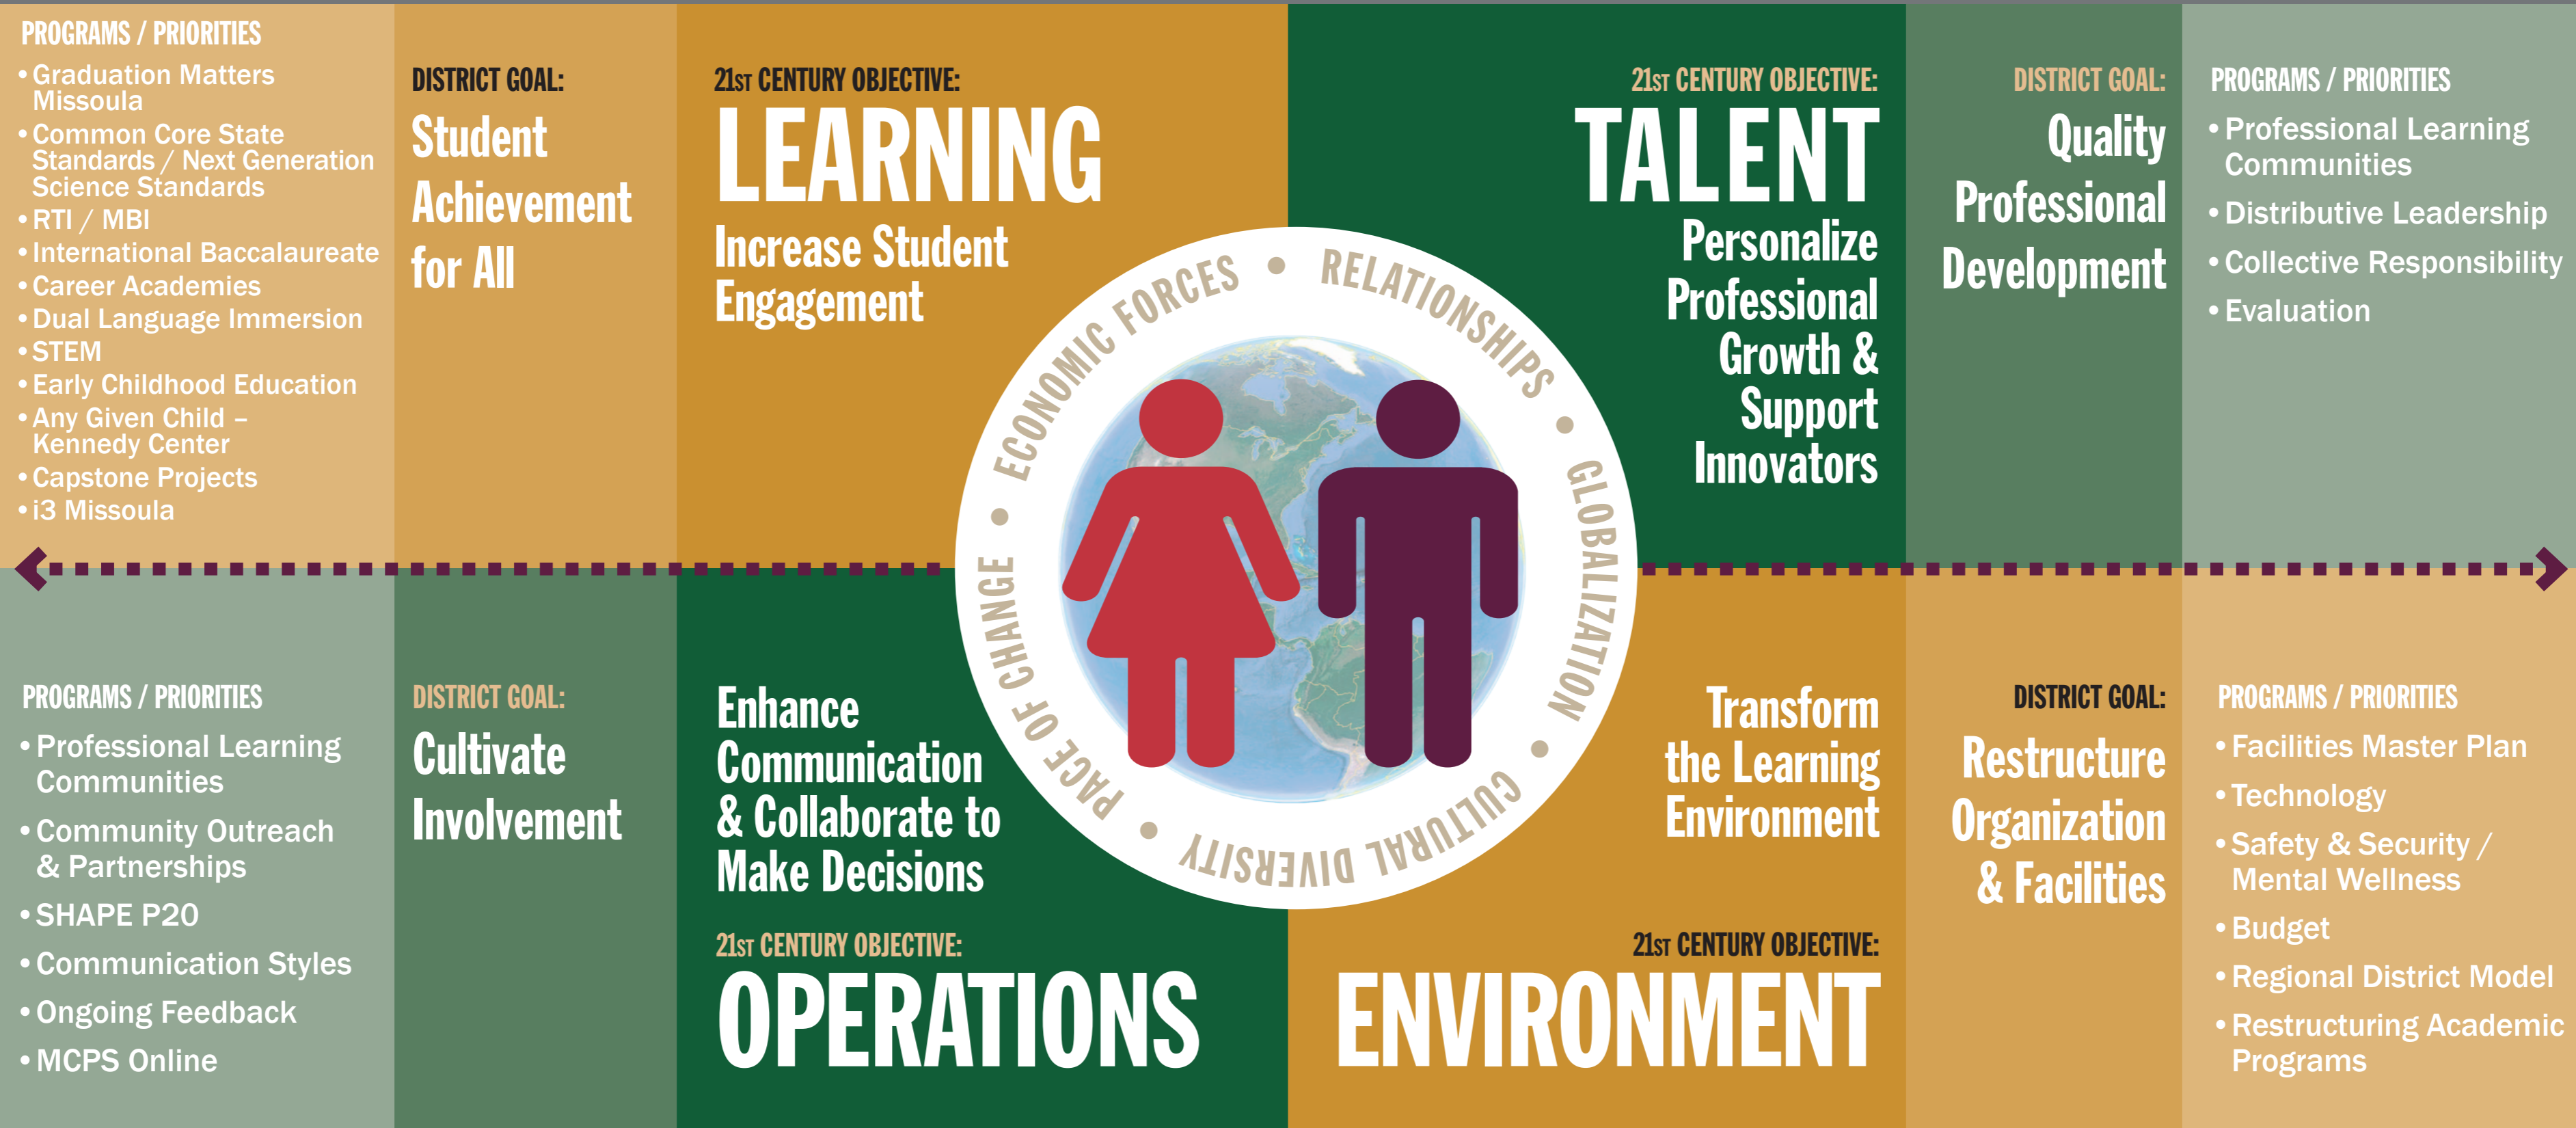 PROGRAMS / PRIORITIES
• Graduation Matters
Missoula
• Common Core State
Standards / Next Generation
Science Standards
• RTI / MBI
• International Baccalaureate
• Career Academies
• Dual Language Immersion
• STEM
• Early Childhood Education
• Any Given Child –
Kennedy Center
• Capstone Projects
• i3 Missoula
DISTRICT GOAL:
Student
Achievement
for All
21ST CENTURY OBJECTIVE:
LEARNING
Increase Student
Engagement
21ST CENTURY OBJECTIVE:
TALENT
Personalize
Professional
Growth &
Support
Innovators
DISTRICT GOAL:
Quality
Professional
Development
PROGRAMS / PRIORITIES
• Professional Learning
Communities
• Distributive Leadership
• Collective Responsibility
• Evaluation
ECONOMIC FORCES • RELATIONSHIPS • GLOBALIZATION • CULTURAL DIVERSITY • PACE OF CHANGE •
PROGRAMS / PRIORITIES
• Professional Learning
Communities
• Community Outreach
& Partnerships
• SHAPE P20
• Communication Styles
• Ongoing Feedback
• MCPS Online
DISTRICT GOAL:
Cultivate
Involvement
Enhance
Communication
& Collaborate to
Make Decisions
21ST CENTURY OBJECTIVE:
OPERATIONS
Transform
the Learning
Environment
21ST CENTURY OBJECTIVE:
ENVIRONMENT
DISTRICT GOAL:
Restructure
Organization
& Facilities
PROGRAMS / PRIORITIES
• Facilities Master Plan
• Technology
• Safety & Security /
Mental Wellness
• Budget
• Regional District Model
• Restructuring Academic
Programs